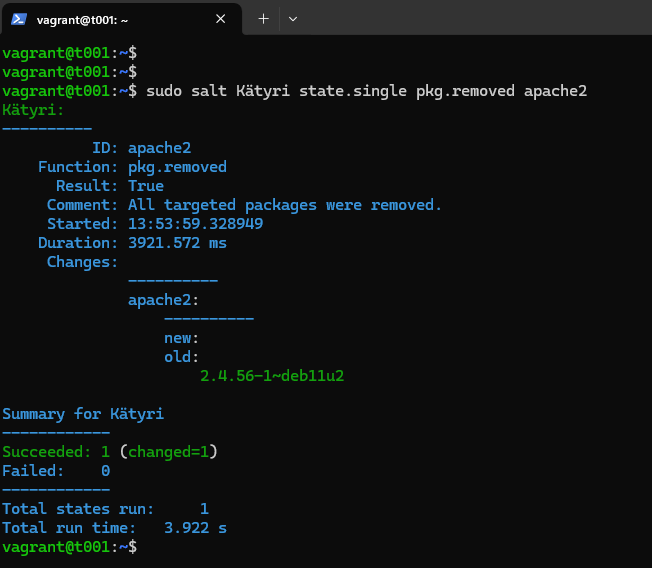 vagrant@t001: ~
vagrant@t001:~$
vagrant@t001:~$
vagrant@t001:~$ sudo salt Kätyri state.single pkg.removed apache2
Kätyri:
----------
          ID: apache2
    Function: pkg.removed
      Result: True
     Comment: All targeted packages were removed.
     Started: 13:53:59.328949
    Duration: 3921.572 ms
     Changes:
              ----------
              apache2:
                  ----------
                  new:
                  old:
                      2.4.56-1~deb11u2
Summary for Kätyri
------------
Succeeded: 1 (changed=1)
Failed:    0
------------
Total states run:     1
Total run time:   3.922 s
vagrant@t001:~$